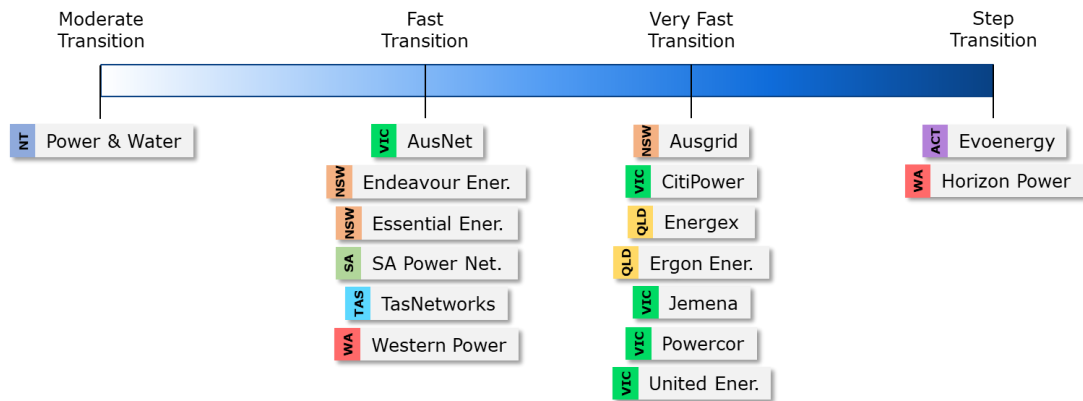 Moderate
Transition
Fast
Transition
Very Fast
Transition
Step
Transition
NT Power & Water
VIC AusNet
NSW Endeavour Ener.
NSW Essential Ener.
SA SA Power Net.
TAS TasNetworks
WA Western Power
NSW Ausgrid
VIC CitiPower
QLD Energex
QLD Ergon Ener.
VIC Jemena
VIC Powercor
VIC United Ener.
ACT Evoenergy
WA Horizon Power